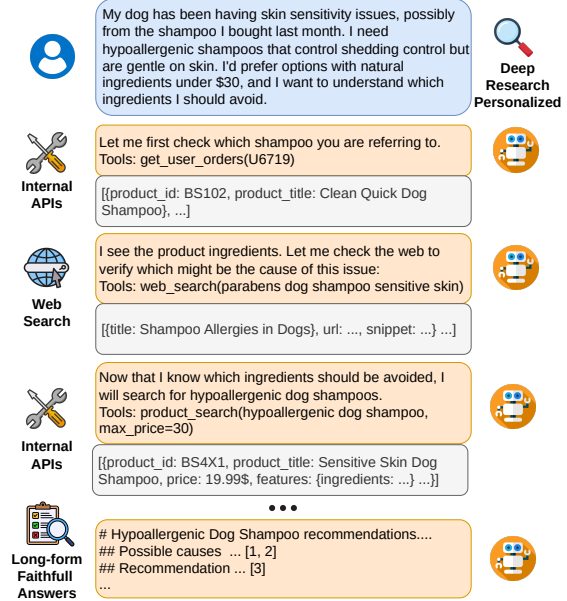 My dog has been having skin sensitivity issues, possibly
from the shampoo I bought last month. I need
hypoallergenic shampoos that control shedding control but
are gentle on skin. I'd prefer options with natural
ingredients under $30, and I want to understand which
ingredients I should avoid.
Deep
Research
Personalized
Let me first check which shampoo you are referring to.
Tools: get_user_orders(U6719)
Internal
APIs
[{product_id: BS102, product_title: Clean Quick Dog
Shampoo}, ...]
I see the product ingredients. Let me check the web to
verify which might be the cause of this issue:
Tools: web_search(parabens dog shampoo sensitive skin)
Web
Search
[{title: Shampoo Allergies in Dogs}, url: ..., snippet: ...} ...]
Now that I know which ingredients should be avoided, I
will search for hypoallergenic dog shampoos.
Tools: product_search(hypoallergenic dog shampoo,
max_price=30)
Internal
APIs
[{product_id: BS4X1, product_title: Sensitive Skin Dog
Shampoo, price: 19.99$, features: {ingredients: ...} ...}]
# Hypoallergenic Dog Shampoo recommendations....
## Possible causes ... [1, 2]
## Recommendation ... [3]
...
Long-form
Faithfull
Answers